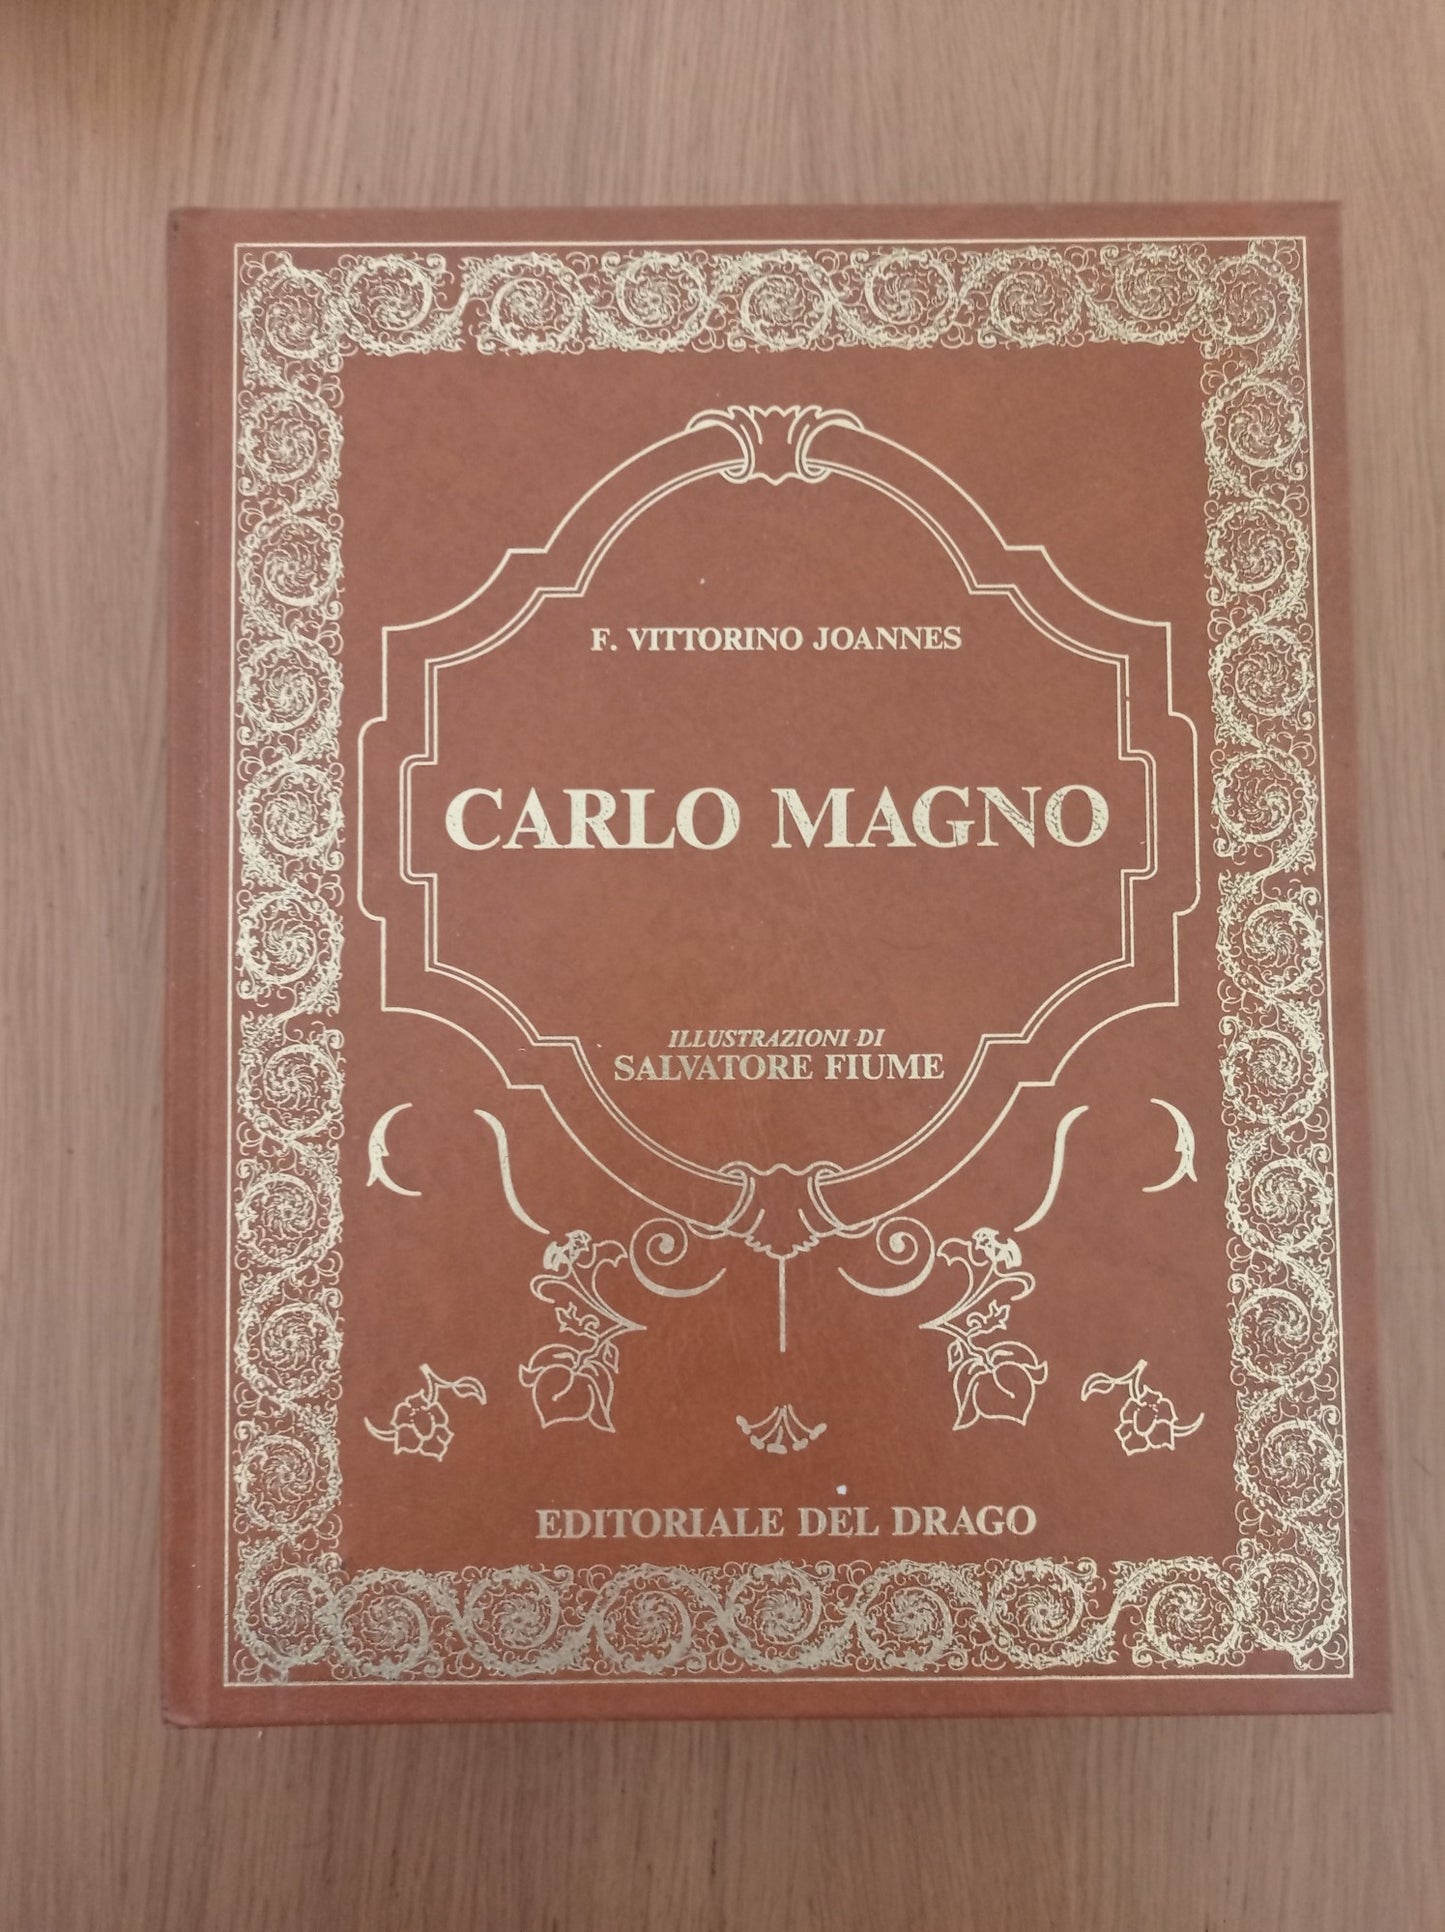 F. VITTORINO JOANNES
CARLO MAGNO
ILLUSTRAZIONI DI
SALVATORE FIUME
EDITORIALE DEL DRAGO